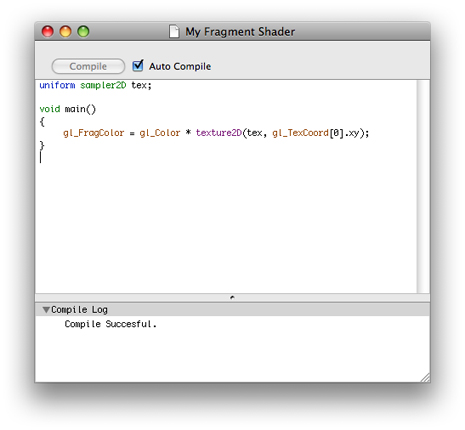 My Fragment Shader
Compile Auto Compile
uniform sampler2D tex;
void main()
{
gl_FragColor = gl_Color * texture2D(tex, gl_TexCoord[0].xy);
}
Compile Log
Compile Succesful.